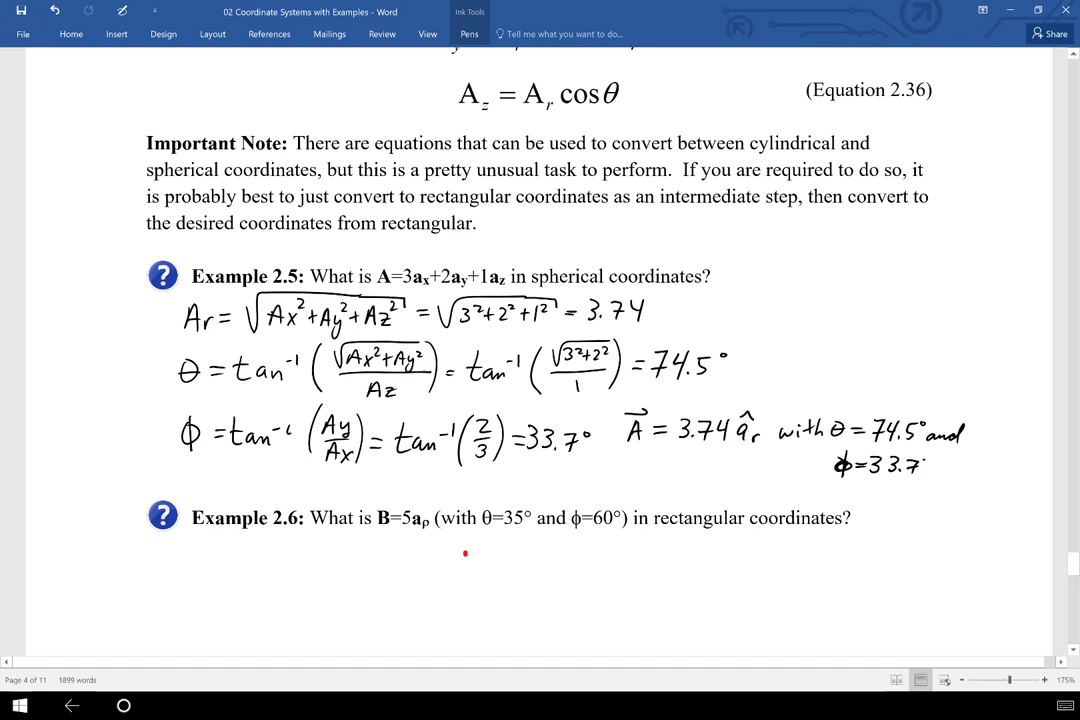 02 Coordinate Systems with Examples - Word
Ink Tools
File Home Insert Design Layout References Mailings Review View Pens Tell me what you want to do... Share
A_z = A_r cosθ (Equation 2.36)
Important Note: There are equations that can be used to convert between cylindrical and
spherical coordinates, but this is a pretty unusual task to perform. If you are required to do so, it
is probably best to just convert to rectangular coordinates as an intermediate step, then convert to
the desired coordinates from rectangular.
? Example 2.5: What is A=3a_x+2a_y+1a_z in spherical coordinates?
Ar = √(Ax²+Ay²+Az²) = √(3²+2²+1²) = 3.74
θ = tan⁻¹ (√(Ax²+Ay²)/Az) = tan⁻¹ (√(3²+2²)/1) = 74.5°
ϕ = tan⁻¹ (Ay/Ax) = tan⁻¹ (2/3) = 33.7° A⃗ = 3.74 â_r with θ = 74.5° and
ϕ = 33.7
? Example 2.6: What is B=5a_ρ (with θ=35° and ϕ=60°) in rectangular coordinates?
Page 4 of 11 1899 words 175%